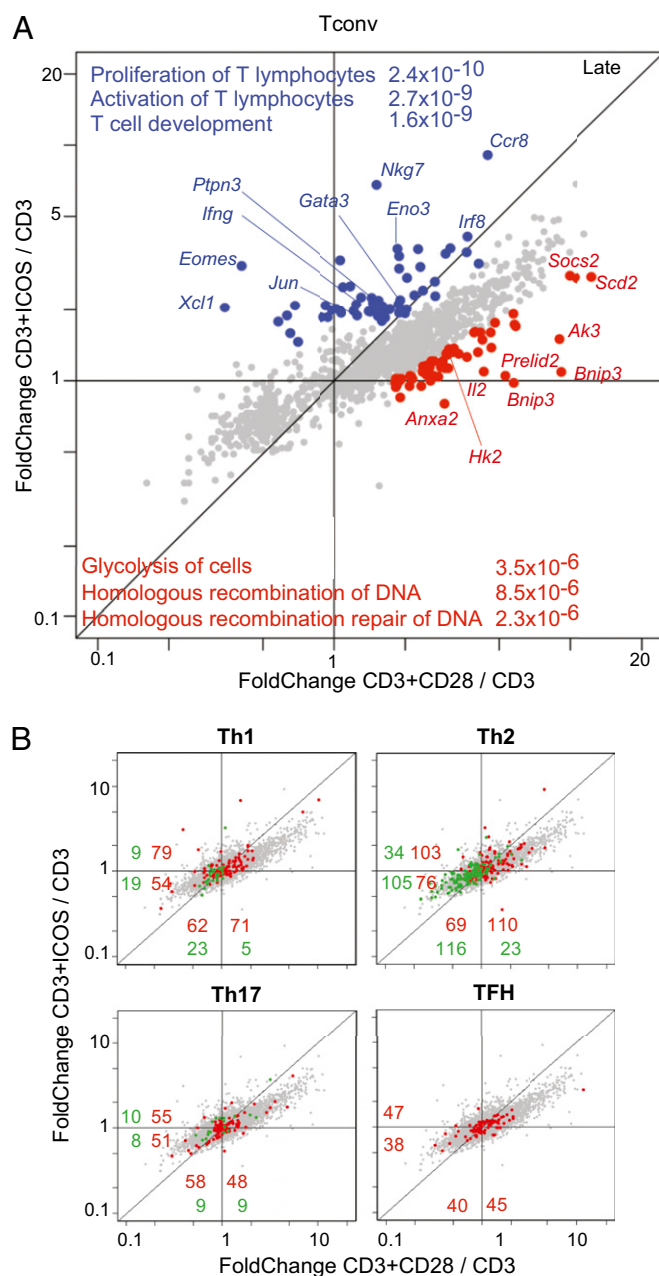 A
Tconv
20
Proliferation of T lymphocytes 2.4x10-10
Late
Activation of T lymphocytes 2.7x10-9
T cell development 1.6x10-9
Ccr8
Nkg7
Ptpn3
Gata3
5
Ifng
Eno3
Irf8
Eomes
Socs2
Jun
Scd2
Xcl1
Ak3
Prelid2
1
Il2
Bnip3
Anxa2
Bnip3
Hk2
FoldChange CD3+ICOS / CD3
Glycolysis of cells 3.5x10-6
Homologous recombination of DNA 8.5x10-6
Homologous recombination repair of DNA 2.3x10-6
0.1
0.1 1 20
FoldChange CD3+CD28 / CD3
B
Th1 Th2
10 10
9 79 34 103
1 1
19 54 105 76
62 71 69 110
23 5 116 23
0.1 0.1
FoldChange CD3+ICOS / CD3
Th17 TFH
10 10
10 55 47
1 1
8 51 38
58 48 40 45
9 9
0.1 0.1
0.1 1 10 0.1 1 10
FoldChange CD3+CD28 / CD3